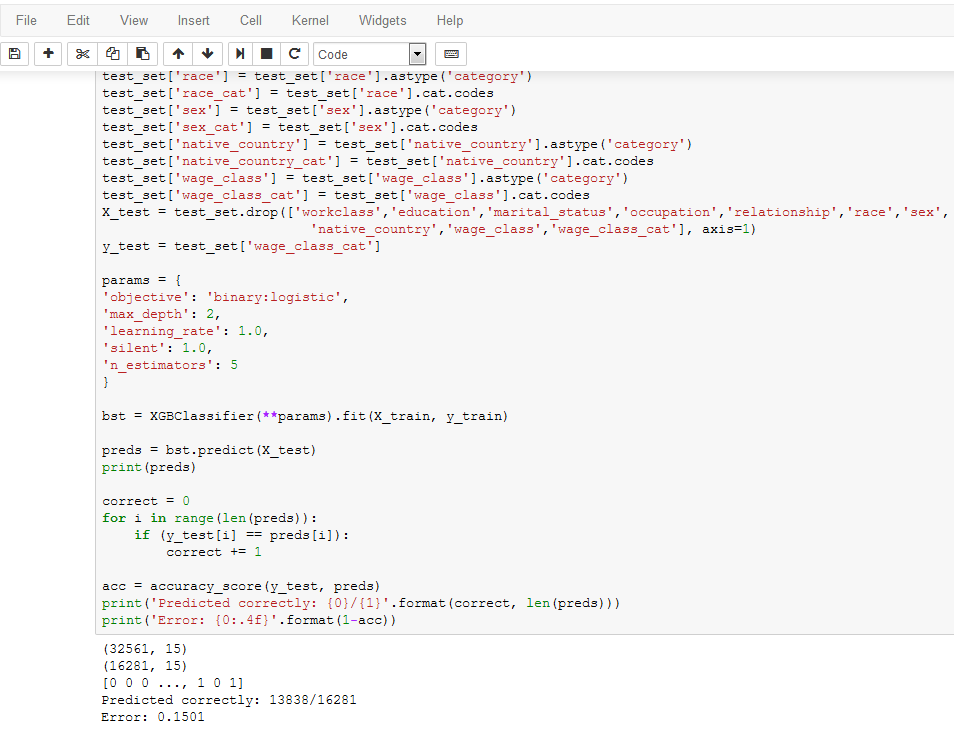 File Edit View Insert Cell Kernel Widgets Help
Code
test_set['race'] = test_set['race'].astype('category')
test_set['race_cat'] = test_set['race'].cat.codes
test_set['sex'] = test_set['sex'].astype('category')
test_set['sex_cat'] = test_set['sex'].cat.codes
test_set['native_country'] = test_set['native_country'].astype('category')
test_set['native_country_cat'] = test_set['native_country'].cat.codes
test_set['wage_class'] = test_set['wage_class'].astype('category')
test_set['wage_class_cat'] = test_set['wage_class'].cat.codes
X_test = test_set.drop(['workclass','education','marital_status','occupation','relationship','race','sex',
'native_country','wage_class','wage_class_cat'], axis=1)
y_test = test_set['wage_class_cat']
params = {
'objective': 'binary:logistic',
'max_depth': 2,
'learning_rate': 1.0,
'silent': 1.0,
'n_estimators': 5
}
bst = XGBClassifier(**params).fit(X_train, y_train)
preds = bst.predict(X_test)
print(preds)
correct = 0
for i in range(len(preds)):
if (y_test[i] == preds[i]):
correct += 1
acc = accuracy_score(y_test, preds)
print('Predicted correctly: {0}/{1}'.format(correct, len(preds)))
print('Error: {0:.4f}'.format(1-acc))
(32561, 15)
(16281, 15)
[0 0 0 ..., 1 0 1]
Predicted correctly: 13838/16281
Error: 0.1501